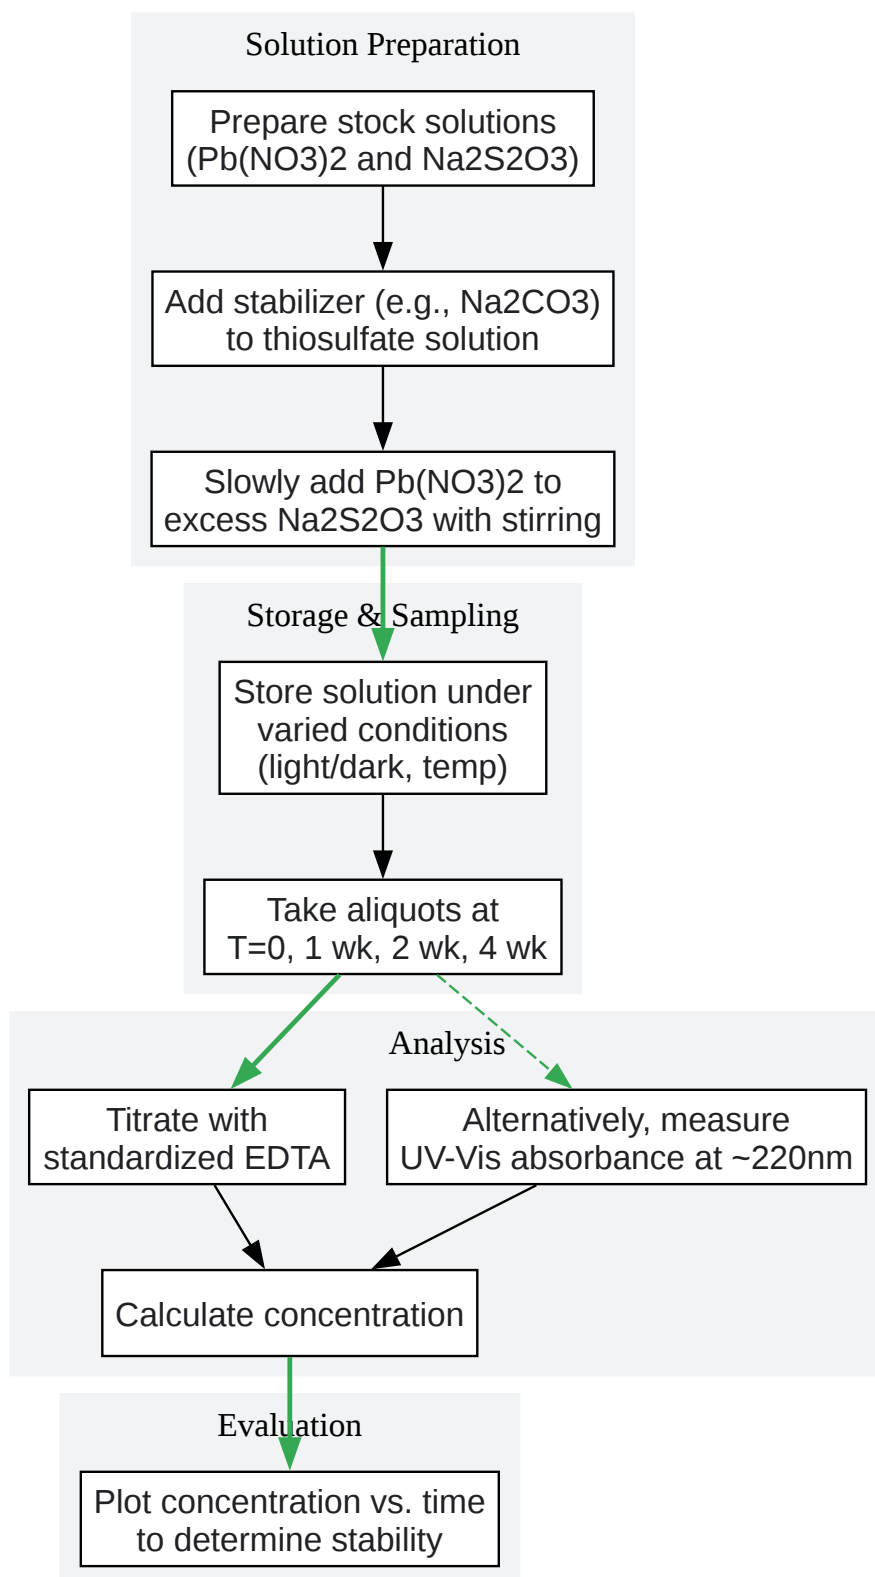 Solution Preparation
Prepare stock solutions
(Pb(NO3)2 and Na2S2O3)
Add stabilizer (e.g., Na2CO3)
to thiosulfate solution
Slowly add Pb(NO3)2 to
excess Na2S2O3 with stirring
Storage & Sampling
Store solution under
varied conditions
(light/dark, temp)
Take aliquots at
T=0, 1 wk, 2 wk, 4 wk
Analysis
Titrate with
standardized EDTA
Alternatively, measure
UV-Vis absorbance at ~220nm
Calculate concentration
Evaluation
Plot concentration vs. time
to determine stability